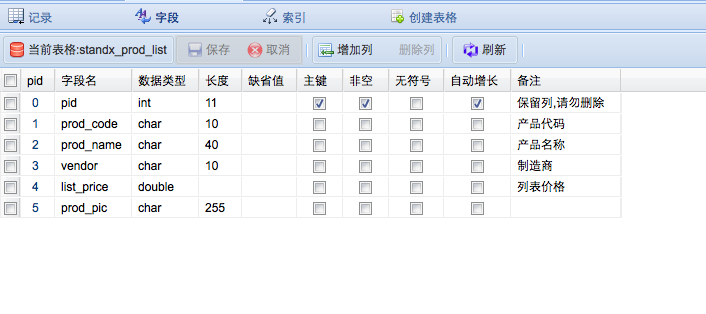 记录 字段 索引 创建表格
当前表格:standx_prod_list 保存 取消 增加列 删除列 刷新
pid 字段名 数据类型 长度 缺省值 主键 非空 无符号 自动增长 备注
0 pid int 11 保留列,请勿删除
1 prod_code char 10 产品代码
2 prod_name char 40 产品名称
3 vendor char 10 制造商
4 list_price double 列表价格
5 prod_pic char 255